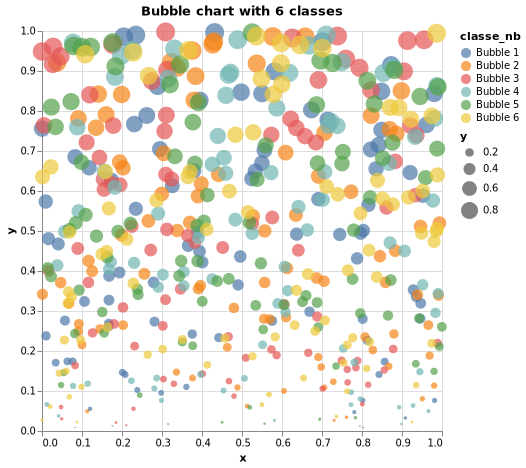 Bubble chart with 6 classes
1.0
0.9
0.8
0.7
0.6
0.5
0.4
0.3
0.2
0.1
0.0
y
0.0 0.1 0.2 0.3 0.4 0.5 0.6 0.7 0.8 0.9 1.0
x
classe_nb
Bubble 1
Bubble 2
Bubble 3
Bubble 4
Bubble 5
Bubble 6
y
0.2
0.4
0.6
0.8